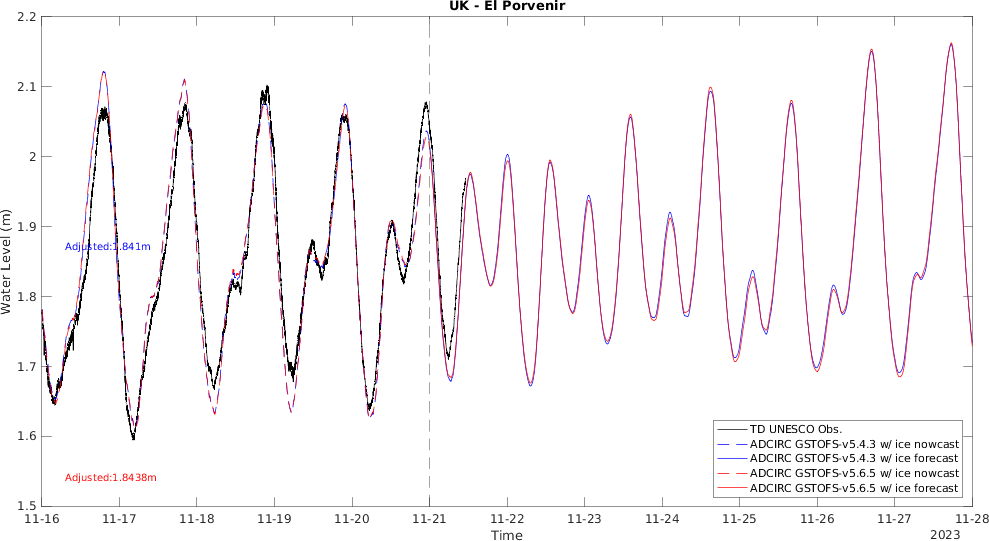 UK - El Porvenir
2.2
2.1
2
1.9
1.8
1.7
1.6
1.5
Water Level (m)
Adjusted:1.841m
Adjusted:1.8438m
TD UNESCO Obs.
ADCIRC GSTOFS-v5.4.3 w/ ice nowcast
ADCIRC GSTOFS-v5.4.3 w/ ice forecast
ADCIRC GSTOFS-v5.6.5 w/ ice nowcast
ADCIRC GSTOFS-v5.6.5 w/ ice forecast
11-16 11-17 11-18 11-19 11-20 11-21 11-22 11-23 11-24 11-25 11-26 11-27 11-28
Time
2023